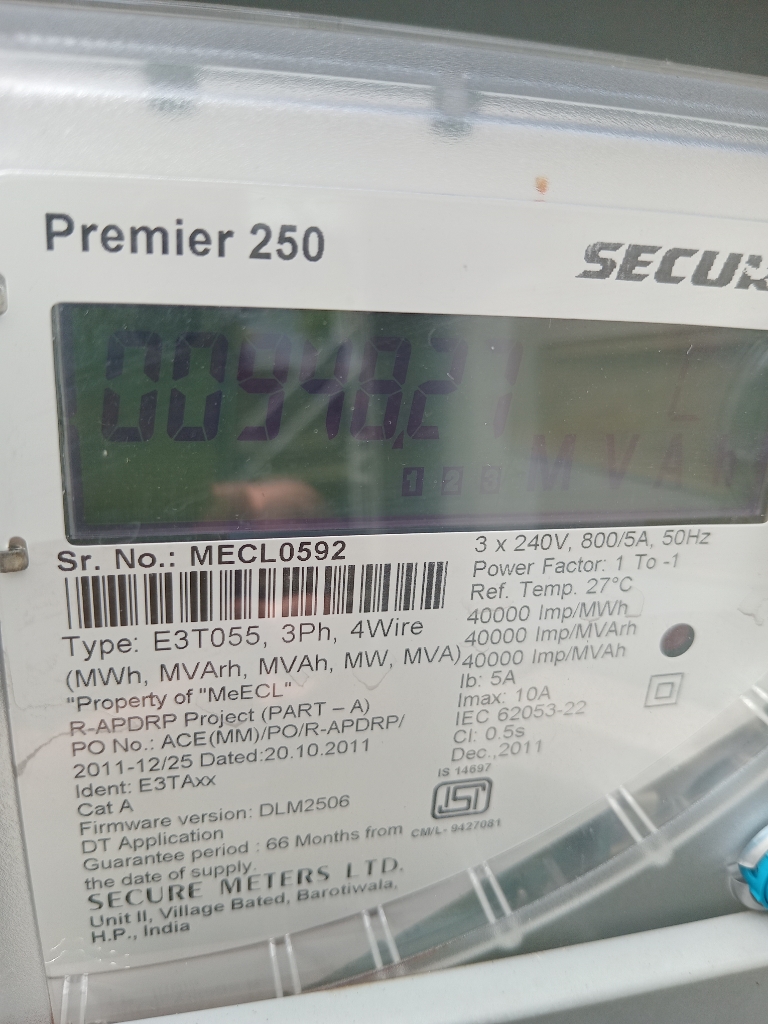 Premier 250
SECURE
00948.27
1 2 3 MVAh
Sr. No.: MECL0592
Type: E3T055, 3Ph, 4Wire
(MWh, MVArh, MVAh, MW, MVA)
"Property of "MeECL"
R-APDRP Project (PART – A)
PO No.: ACE(MM)/PO/R-APDRP/
2011-12/25 Dated:20.10.2011
Ident: E3TAxx
Cat A
Firmware version: DLM2506
DT Application
Guarantee period : 66 Months from
the date of supply.
SECURE METERS LTD.
Unit II, Village Bated, Barotiwala,
H.P., India
3 x 240V, 800/5A, 50Hz
Power Factor: 1 To -1
Ref. Temp. 27°C
40000 Imp/MWh
40000 Imp/MVArh
40000 Imp/MVAh
Ib: 5A
Imax: 10A
IEC 62053-22
Cl: 0.5s
Dec.,2011
IS 14697
ISI
CM/L- 9427081